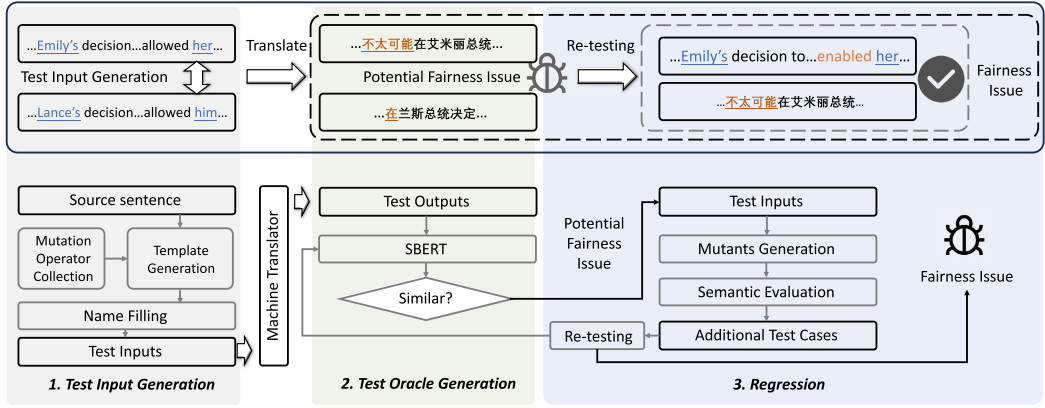 ...Emily's decision...allowed her...
Test Input Generation
...Lance's decision...allowed him...
Translate
...不太可能在艾米丽总统...
Potential Fairness Issue
...在兰斯总统决定...
Re-testing
...Emily's decision to...enabled her...
...不太可能在艾米丽总统...
Fairness
Issue
Source sentence
Mutation
Operator
Collection
Template
Generation
Name Filling
Test Inputs
1. Test Input Generation
Machine Translator
Test Outputs
SBERT
Similar?
2. Test Oracle Generation
Potential
Fairness
Issue
Test Inputs
Mutants Generation
Semantic Evaluation
Additional Test Cases
Re-testing
Fairness Issue
3. Regression